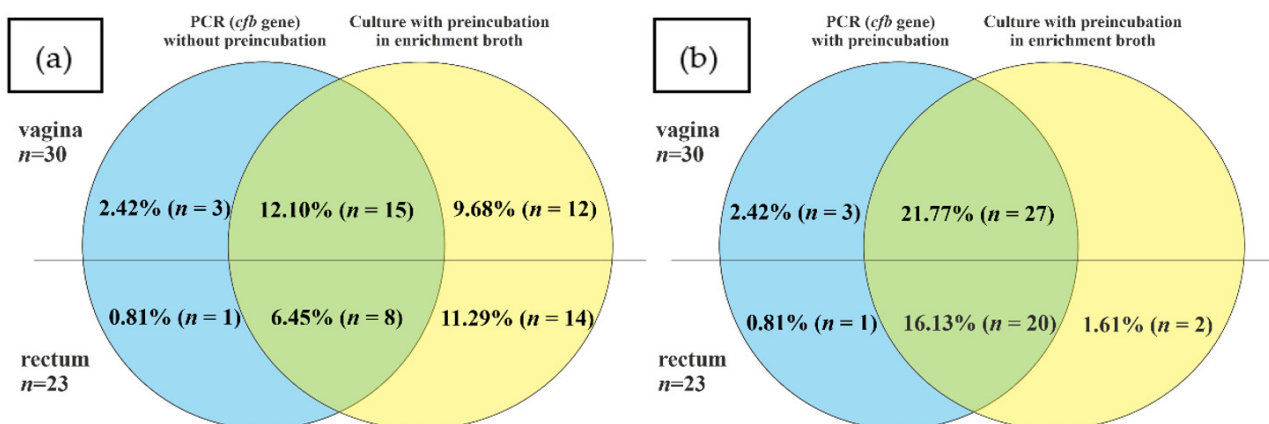 (a)
PCR (cfb gene)
without preincubation
Culture with preincubation
in enrichment broth
vagina
n=30
2.42% (n = 3)
12.10% (n = 15)
9.68% (n = 12)
0.81% (n = 1)
6.45% (n = 8)
11.29% (n = 14)
rectum
n=23
(b)
PCR (cfb gene)
with preincubation
Culture with preincubation
in enrichment broth
vagina
n=30
2.42% (n = 3)
21.77% (n = 27)
0.81% (n = 1)
16.13% (n = 20)
1.61% (n = 2)
rectum
n=23